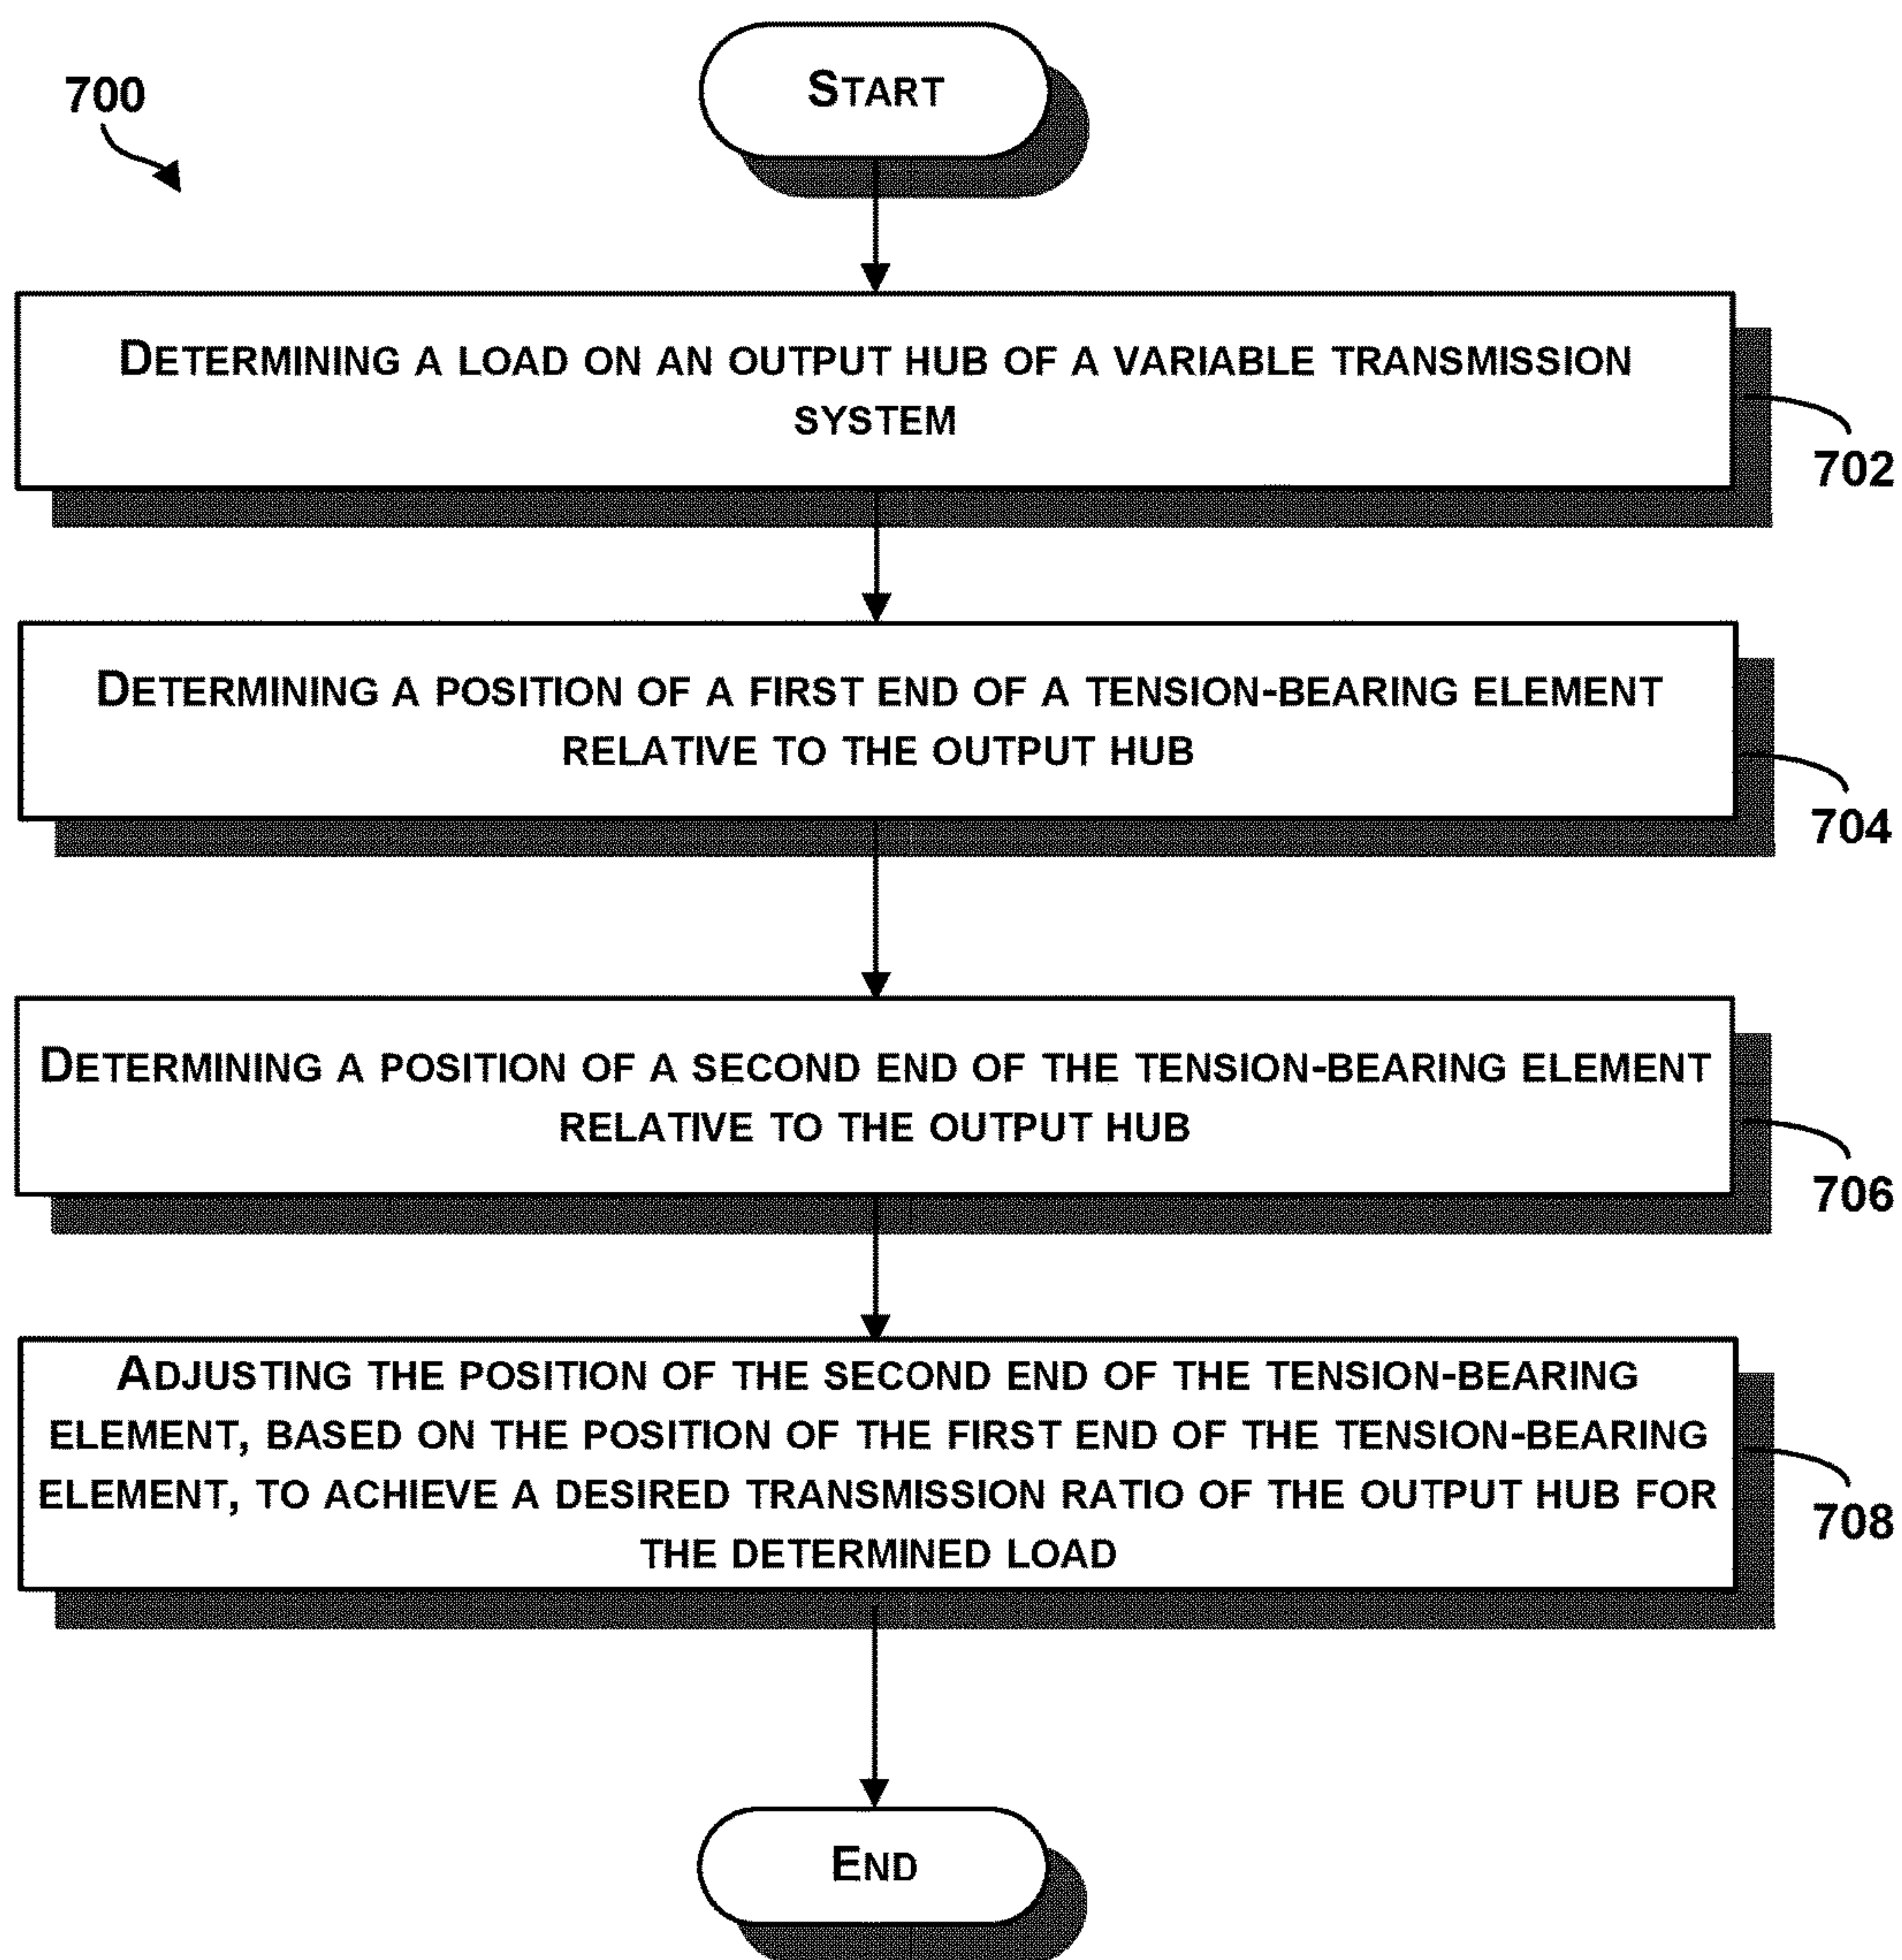 700
START
DETERMINING A LOAD ON AN OUTPUT HUB OF A VARIABLE TRANSMISSION
SYSTEM
702
DETERMINING A POSITION OF A FIRST END OF A TENSION-BEARING ELEMENT
RELATIVE TO THE OUTPUT HUB
704
DETERMINING A POSITION OF A SECOND END OF THE TENSION-BEARING ELEMENT
RELATIVE TO THE OUTPUT HUB
706
ADJUSTING THE POSITION OF THE SECOND END OF THE TENSION-BEARING
ELEMENT, BASED ON THE POSITION OF THE FIRST END OF THE TENSION-BEARING
ELEMENT, TO ACHIEVE A DESIRED TRANSMISSION RATIO OF THE OUTPUT HUB FOR
THE DETERMINED LOAD
708
END